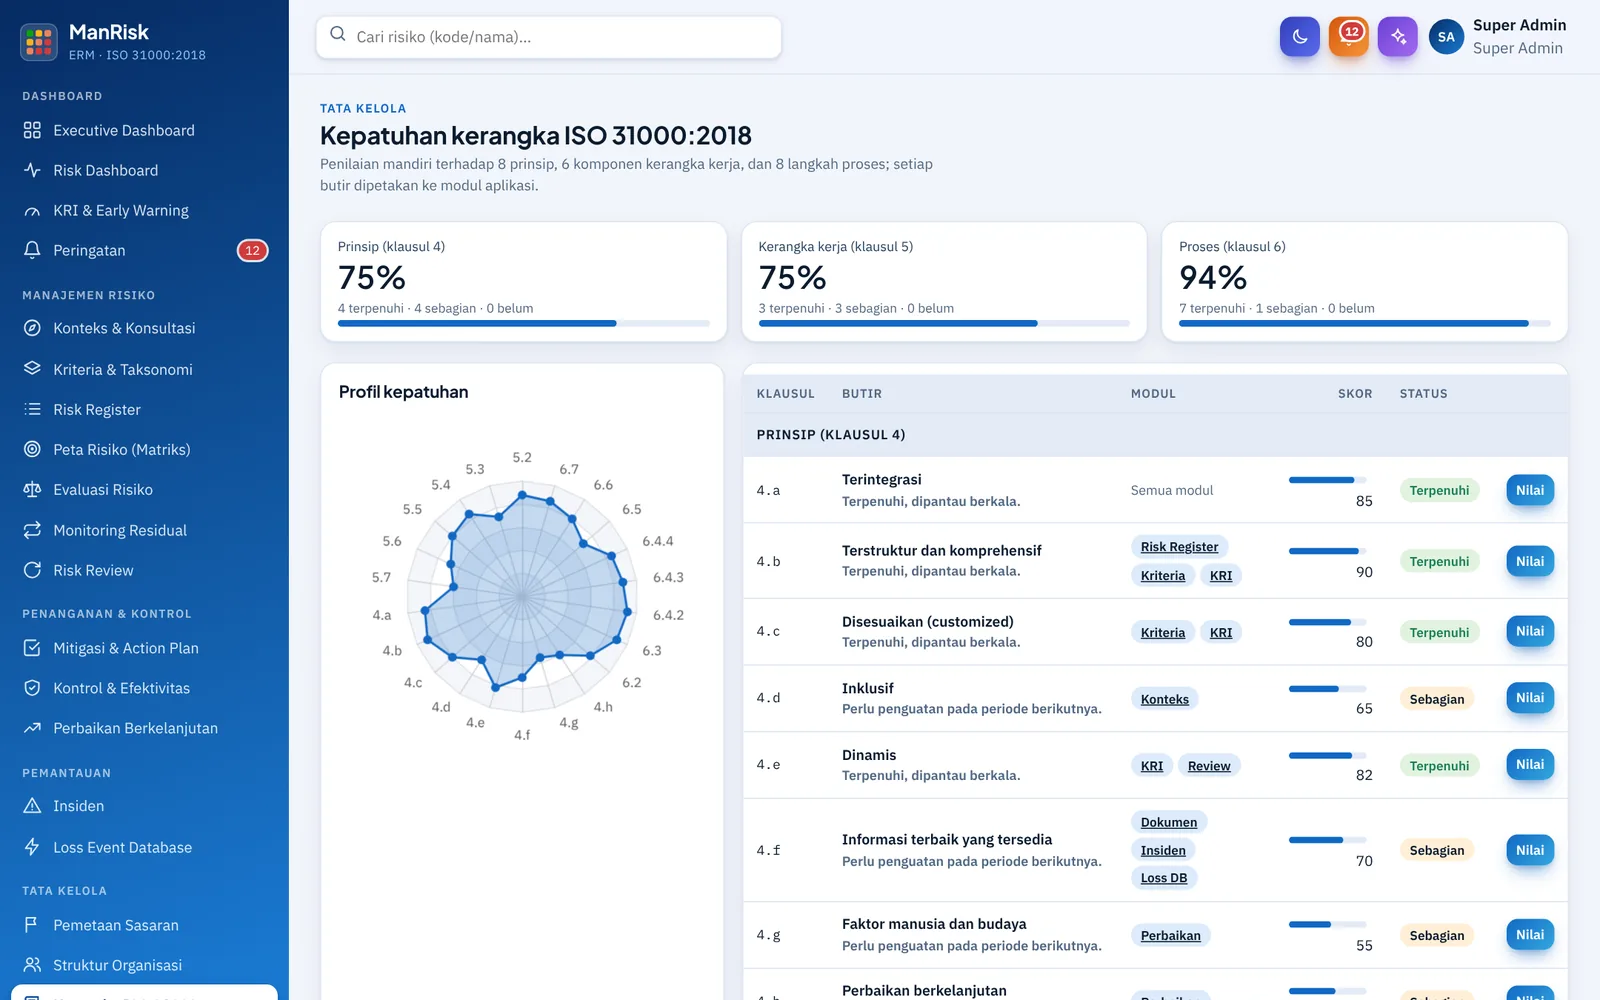 ManRisk
ERM · ISO 31000:2018
DASHBOARD
Executive Dashboard
Risk Dashboard
KRI & Early Warning
Peringatan
12
MANAJEMEN RISIKO
Konteks & Konsultasi
Kriteria & Taksonomi
Risk Register
Peta Risiko (Matriks)
Evaluasi Risiko
Monitoring Residual
Risk Review
PENANGANAN & KONTROL
Mitigasi & Action Plan
Kontrol & Efektivitas
Perbaikan Berkelanjutan
PEMANTAUAN
Insiden
Loss Event Database
TATA KELOLA
Pemetaan Sasaran
Struktur Organisasi
Cari risiko (kode/nama)...
12
SA
Super Admin
Super Admin
TATA KELOLA
Kepatuhan kerangka ISO 31000:2018
Penilaian mandiri terhadap 8 prinsip, 6 komponen kerangka kerja, dan 8 langkah proses; setiap
butir dipetakan ke modul aplikasi.
Prinsip (klausul 4)
75%
4 terpenuhi · 4 sebagian · 0 belum
Kerangka kerja (klausul 5)
75%
3 terpenuhi · 3 sebagian · 0 belum
Proses (klausul 6)
94%
7 terpenuhi · 1 sebagian · 0 belum
Profil kepatuhan
5.2
6.7
6.6
6.5
6.4.4
6.4.3
6.4.2
6.3
6.2
4.h
4.g
4.f
4.e
4.d
4.c
4.b
4.a
5.7
5.6
5.5
5.4
5.3
KLAUSUL BUTIR MODUL SKOR STATUS
PRINSIP (KLAUSUL 4)
4.a Terintegrasi Semua modul 85 Terpenuhi Nilai
Terpenuhi, dipantau berkala.
4.b Terstruktur dan komprehensif Risk Register Kriteria KRI 90 Terpenuhi Nilai
Terpenuhi, dipantau berkala.
4.c Disesuaikan (customized) Kriteria KRI 80 Terpenuhi Nilai
Terpenuhi, dipantau berkala.
4.d Inklusif Konteks 65 Sebagian Nilai
Perlu penguatan pada periode berikutnya.
4.e Dinamis KRI Review 82 Terpenuhi Nilai
Terpenuhi, dipantau berkala.
4.f Informasi terbaik yang tersedia Dokumen Insiden Loss DB 70 Sebagian Nilai
Perlu penguatan pada periode berikutnya.
4.g Faktor manusia dan budaya Perbaikan 55 Sebagian Nilai
Perlu penguatan pada periode berikutnya.
Perbaikan berkelanjutan